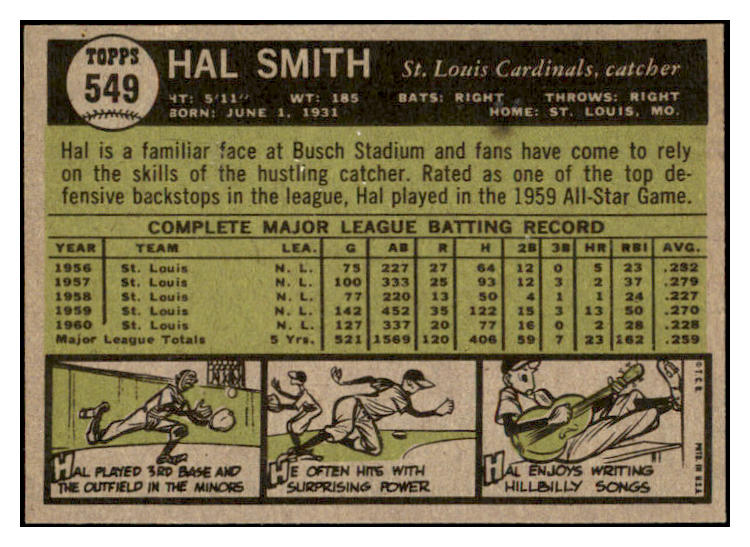 TOPPS
549
HAL SMITH
St. Louis Cardinals, catcher
HT: 5'11" WT: 185 BATS: RIGHT THROWS: RIGHT
BORN: JUNE 1, 1931 HOME: ST. LOUIS, MO.
Hal is a familiar face at Busch Stadium and fans have come to rely
on the skills of the hustling catcher. Rated as one of the top de-
fensive backstops in the league, Hal played in the 1959 All-Star Game.
COMPLETE MAJOR LEAGUE BATTING RECORD
YEAR TEAM LEA. G AB R H 2B 3B HR RBI AVG.
1956 St. Louis N. L. 75 227 27 64 12 0 5 23 .282
1957 St. Louis N. L. 100 333 25 93 12 3 2 37 .279
1958 St. Louis N. L. 77 220 13 50 4 1 1 24 .227
1959 St. Louis N. L. 142 452 35 122 15 3 13 50 .270
1960 St. Louis N. L. 127 337 20 77 16 0 2 28 .228
Major League Totals 5 Yrs. 521 1569 120 406 59 7 23 162 .259
HAL PLAYED 3RD BASE AND
THE OUTFIELD IN THE MINORS
HE OFTEN HITS WITH
SURPRISING POWER
HAL ENJOYS WRITING
HILLBILLY SONGS
© T.C.G.
PTD. IN U.S.A.